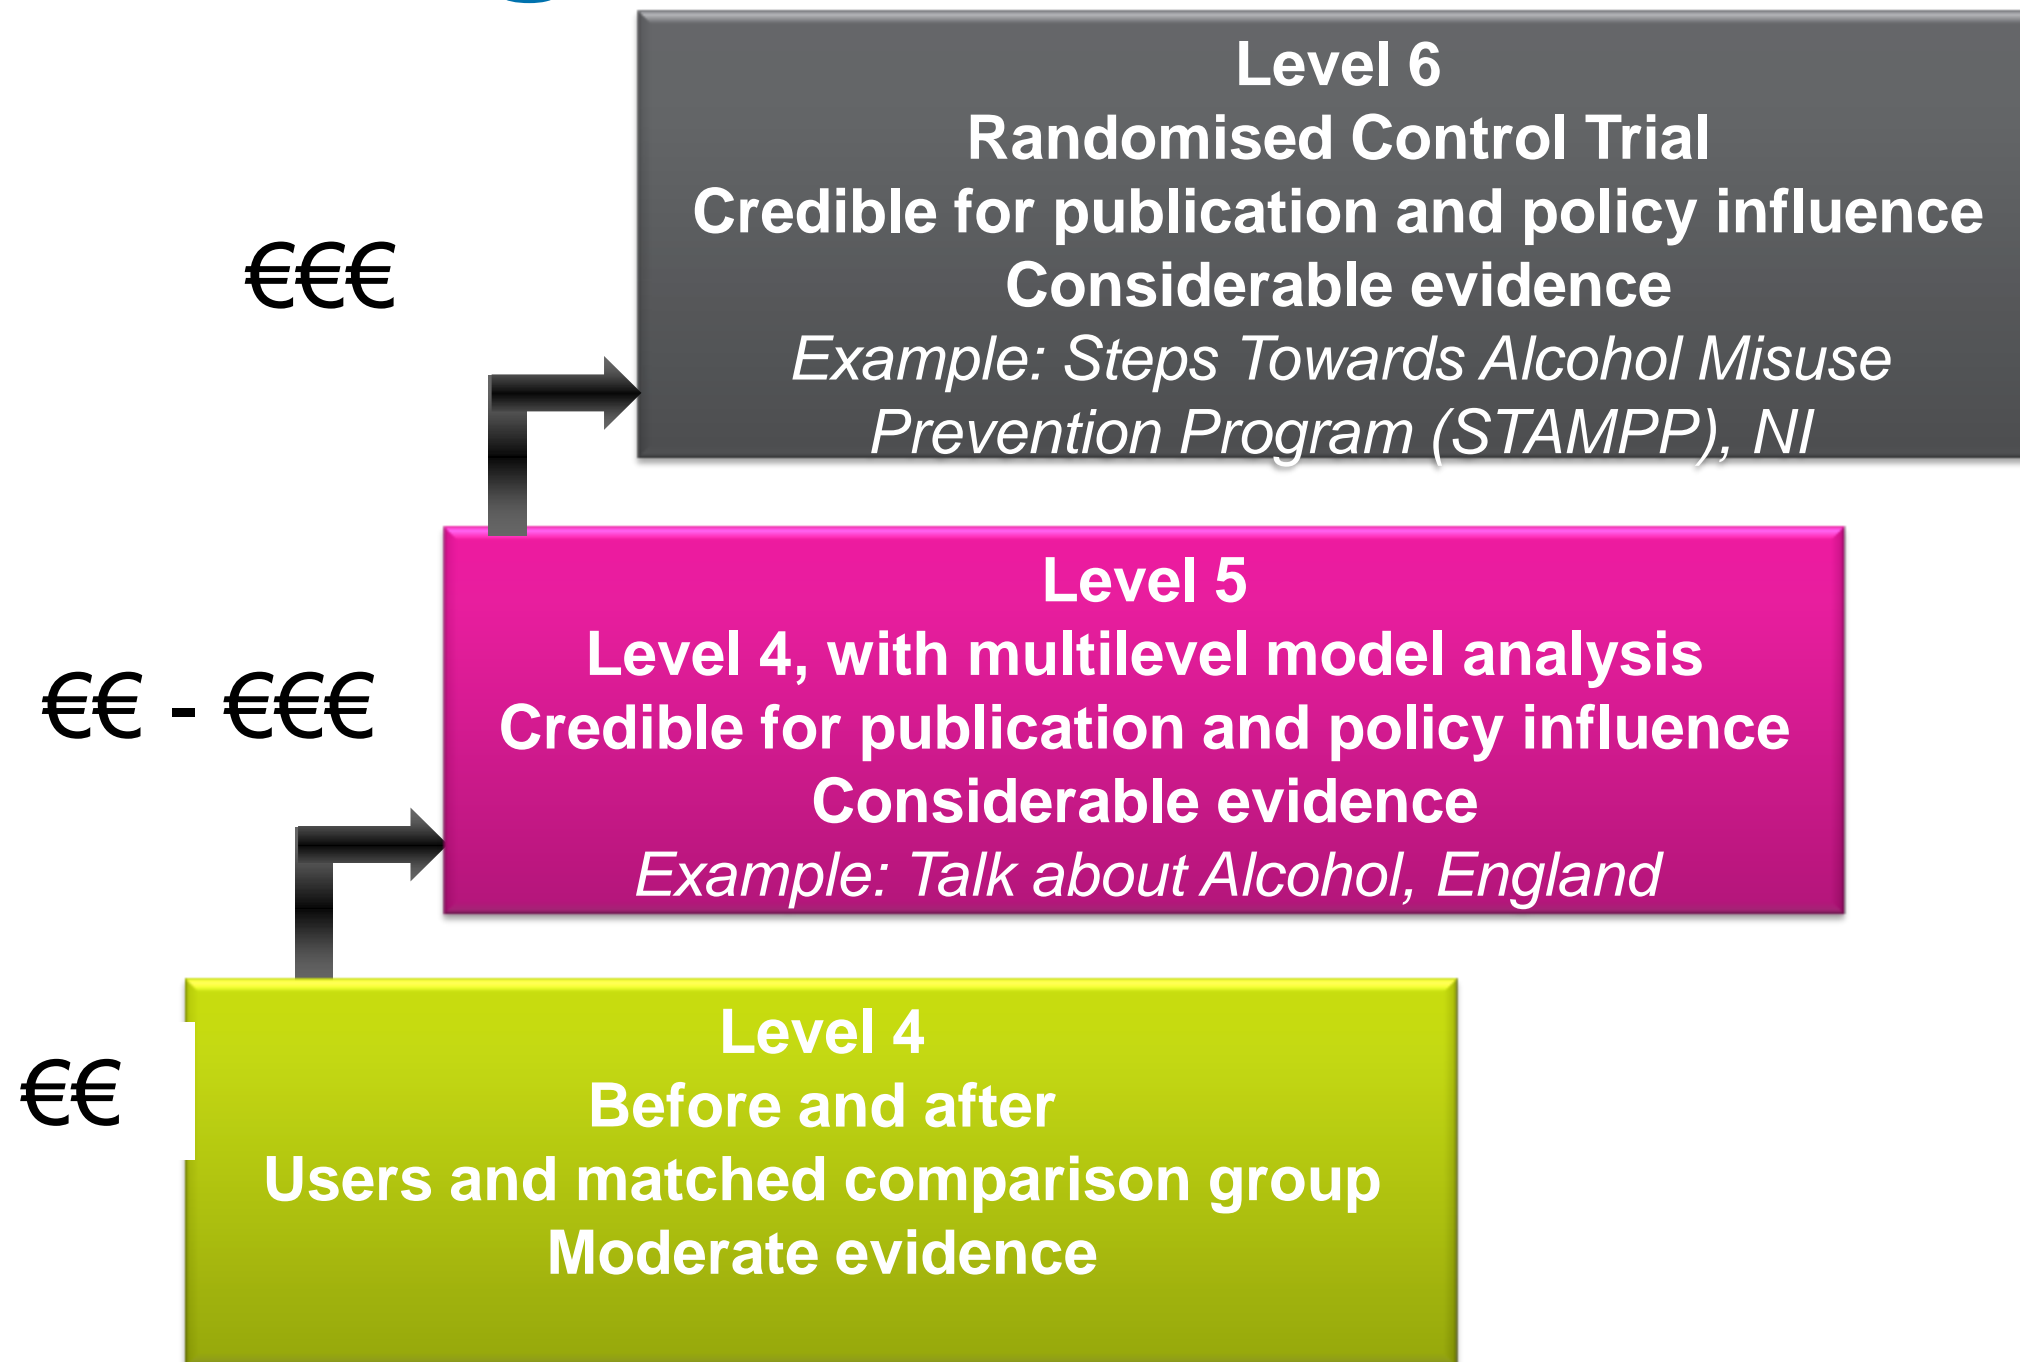 Level 6
Randomised Control Trial
Credible for publication and policy influence
Considerable evidence
Example: Steps Towards Alcohol Misuse
Prevention Program (STAMPP), NI
€€€
Level 5
Level 4, with multilevel model analysis
Credible for publication and policy influence
Considerable evidence
Example: Talk about Alcohol, England
€€ - €€€
Level 4
Before and after
Users and matched comparison group
Moderate evidence
€€